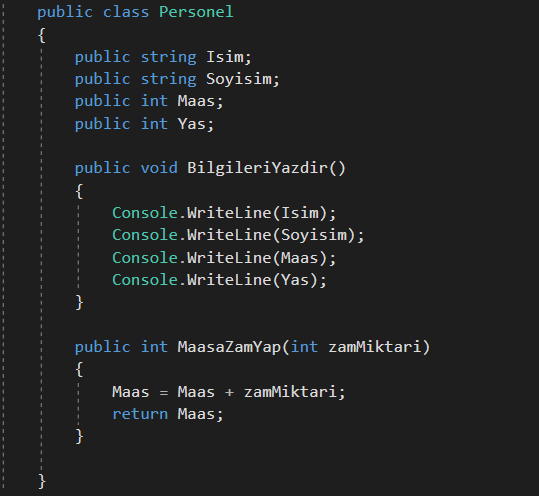 public class Personel
{
public string Isim;
public string Soyisim;
public int Maas;
public int Yas;
public void BilgileriYazdir()
{
Console.WriteLine(Isim);
Console.WriteLine(Soyisim);
Console.WriteLine(Maas);
Console.WriteLine(Yas);
}
public int MaasaZamYap(int zamMiktari)
{
Maas = Maas + zamMiktari;
return Maas;
}
}